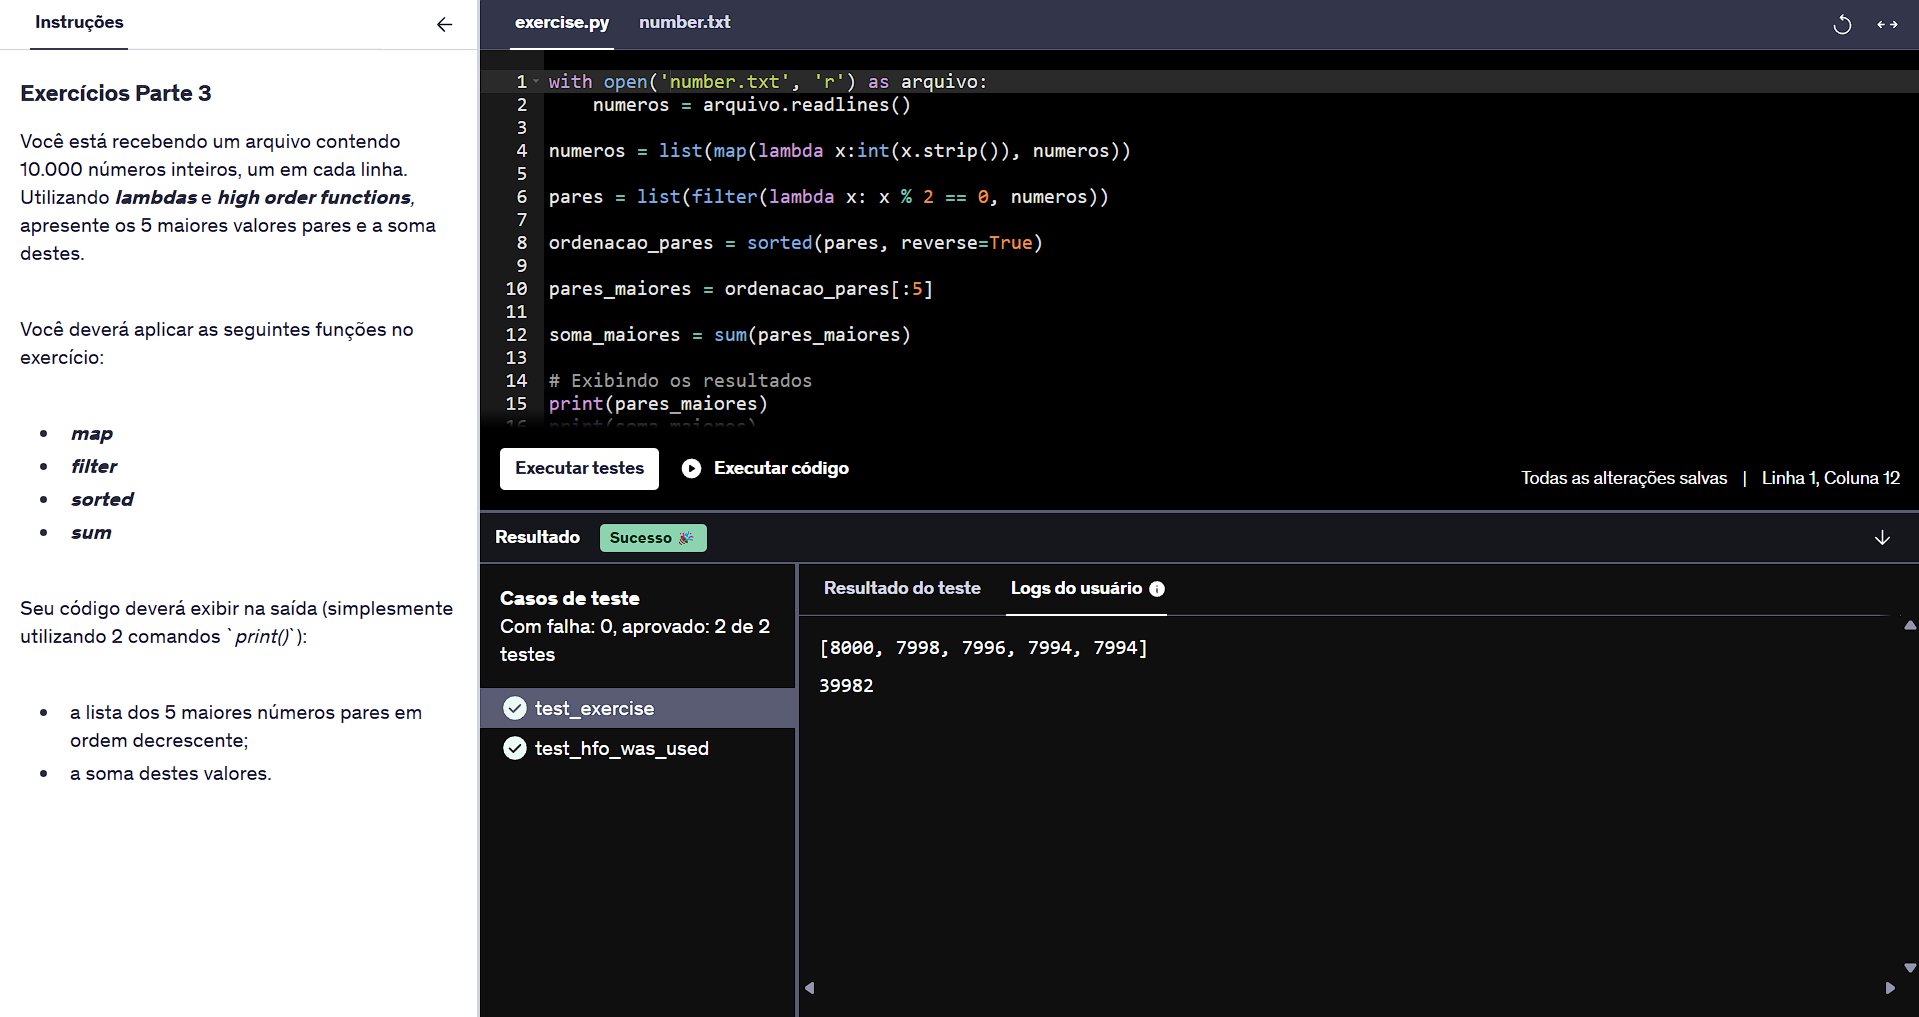 Instruções
Exercícios Parte 3
Você está recebendo um arquivo contendo
10.000 números inteiros, um em cada linha.
Utilizando lambdas e high order functions,
apresente os 5 maiores valores pares e a soma
destes.
Você deverá aplicar as seguintes funções no
exercício:
map
filter
sorted
sum
Seu código deverá exibir na saída (simplesmente
utilizando 2 comandos `print()`):
a lista dos 5 maiores números pares em
ordem decrescente;
a soma destes valores.
exercise.py number.txt
1 with open('number.txt', 'r') as arquivo:
2     numeros = arquivo.readlines()
3
4 numeros = list(map(lambda x:int(x.strip()), numeros))
5
6 pares = list(filter(lambda x: x % 2 == 0, numeros))
7
8 ordenacao_pares = sorted(pares, reverse=True)
9
10 pares_maiores = ordenacao_pares[:5]
11
12 soma_maiores = sum(pares_maiores)
13
14 # Exibindo os resultados
15 print(pares_maiores)
16 print(soma_maiores)
Executar testes Executar código
Todas as alterações salvas | Linha 1, Coluna 12
Resultado Sucesso 🎉
Casos de teste
Com falha: 0, aprovado: 2 de 2
testes
test_exercise
test_hfo_was_used
Resultado do teste Logs do usuário
[8000, 7998, 7996, 7994, 7994]
39982